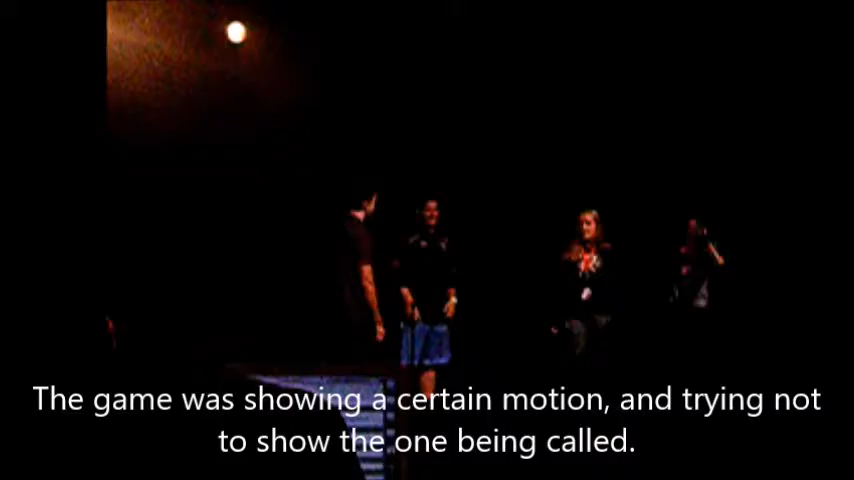 The game was showing a certain motion, and trying not
to show the one being called.